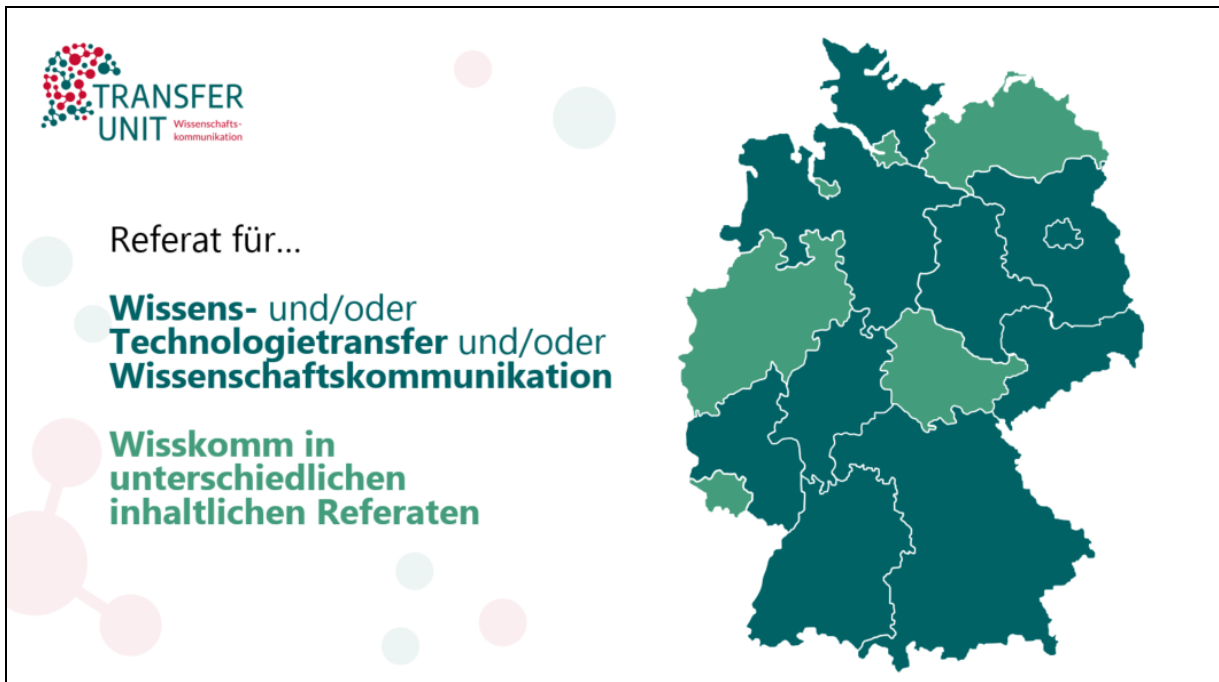 TRANSFER
UNIT Wissenschafts-
kommunikation
Referat für...
Wissens- und/oder
Technologietransfer und/oder
Wissenschaftskommunikation
Wisskomm in
unterschiedlichen
inhaltlichen Referaten